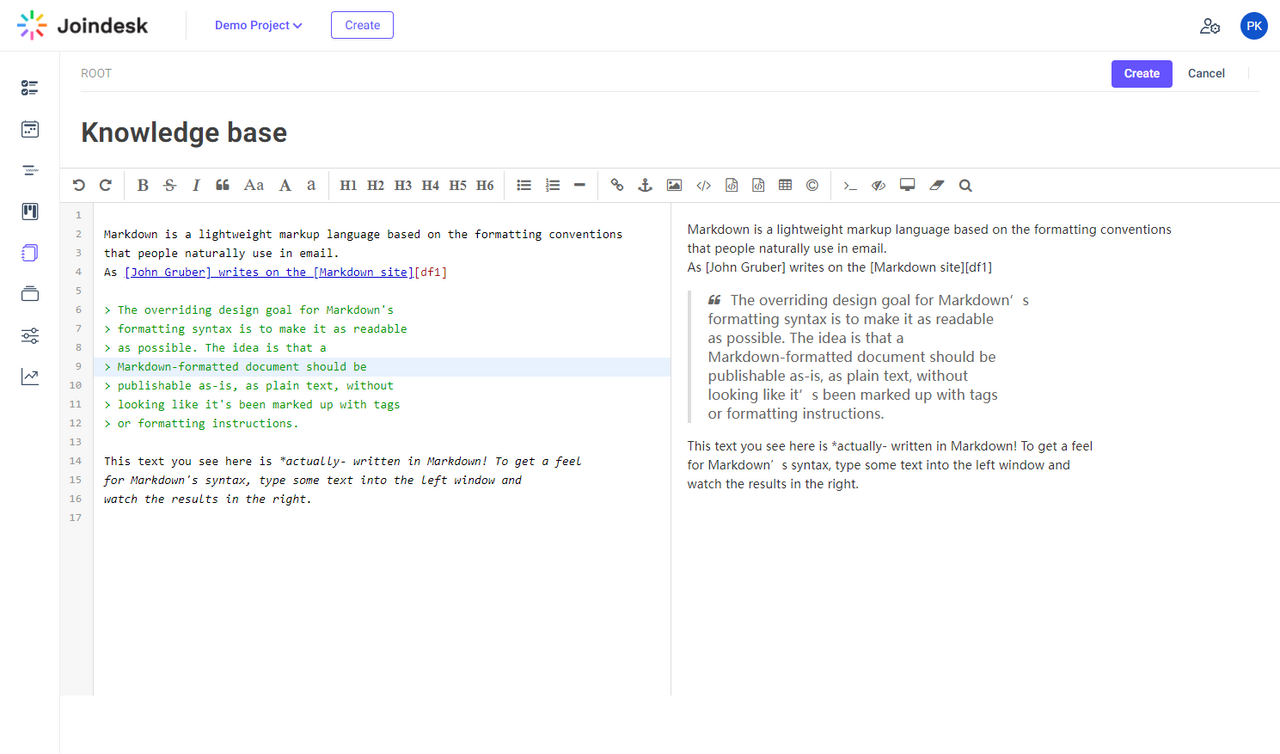 Joindesk
Demo Project
Create
PK
ROOT
Create
Cancel
Knowledge base
B S I Aa A a H1 H2 H3 H4 H5 H6
1
2 Markdown is a lightweight markup language based on the formatting conventions
3 that people naturally use in email.
4 As [John Gruber] writes on the [Markdown site][df1]
5
6 > The overriding design goal for Markdown's
7 > formatting syntax is to make it as readable
8 > as possible. The idea is that a
9 > Markdown-formatted document should be
10 > publishable as-is, as plain text, without
11 > looking like it's been marked up with tags
12 > or formatting instructions.
13
14 This text you see here is *actually- written in Markdown! To get a feel
15 for Markdown's syntax, type some text into the left window and
16 watch the results in the right.
17
Markdown is a lightweight markup language based on the formatting conventions
that people naturally use in email.
As [John Gruber] writes on the [Markdown site][df1]
“ The overriding design goal for Markdown’s
formatting syntax is to make it as readable
as possible. The idea is that a
Markdown-formatted document should be
publishable as-is, as plain text, without
looking like it’s been marked up with tags
or formatting instructions.
This text you see here is *actually- written in Markdown! To get a feel
for Markdown’s syntax, type some text into the left window and
watch the results in the right.